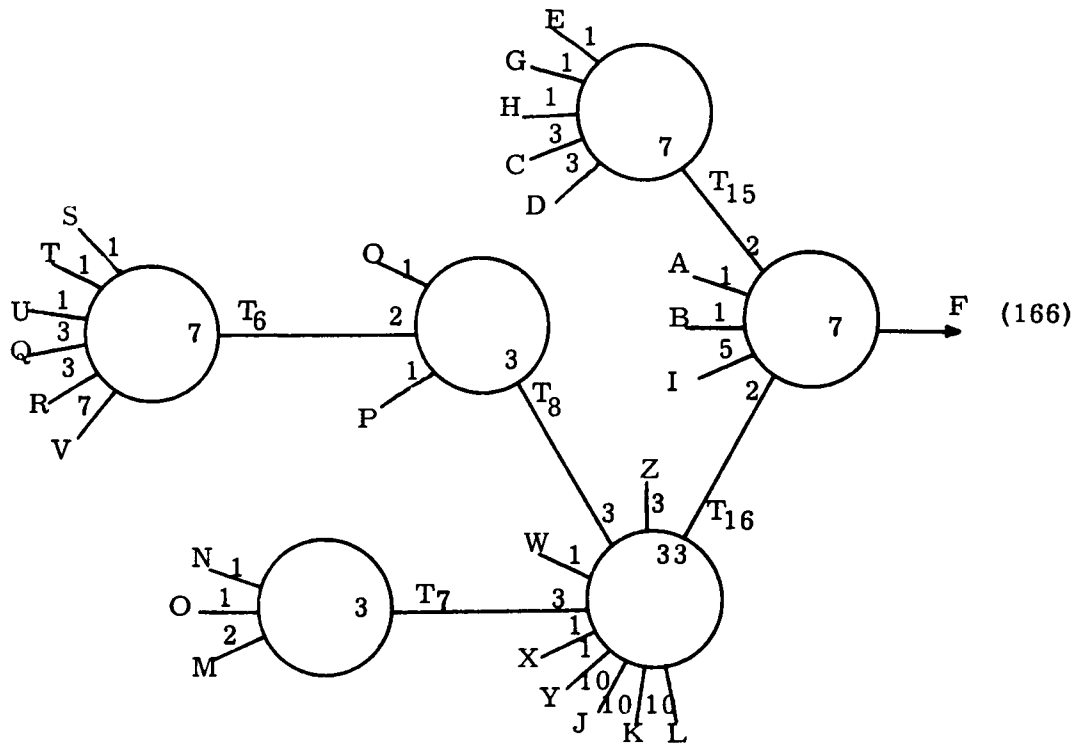 E 1
G 1
H 1
C 3
D 3
7
T15
S 1
T 1
U 1
Q 3
R 3
V 7
7
T6
O 1
2
P 1
3
T8
2
A 1
B 1
I 5
2
7
F (166)
N 1
O 1
M 2
3
T7
3
3
W 1
Z 3
33
T16
X 1
Y 1
J 10
K 10
L 10